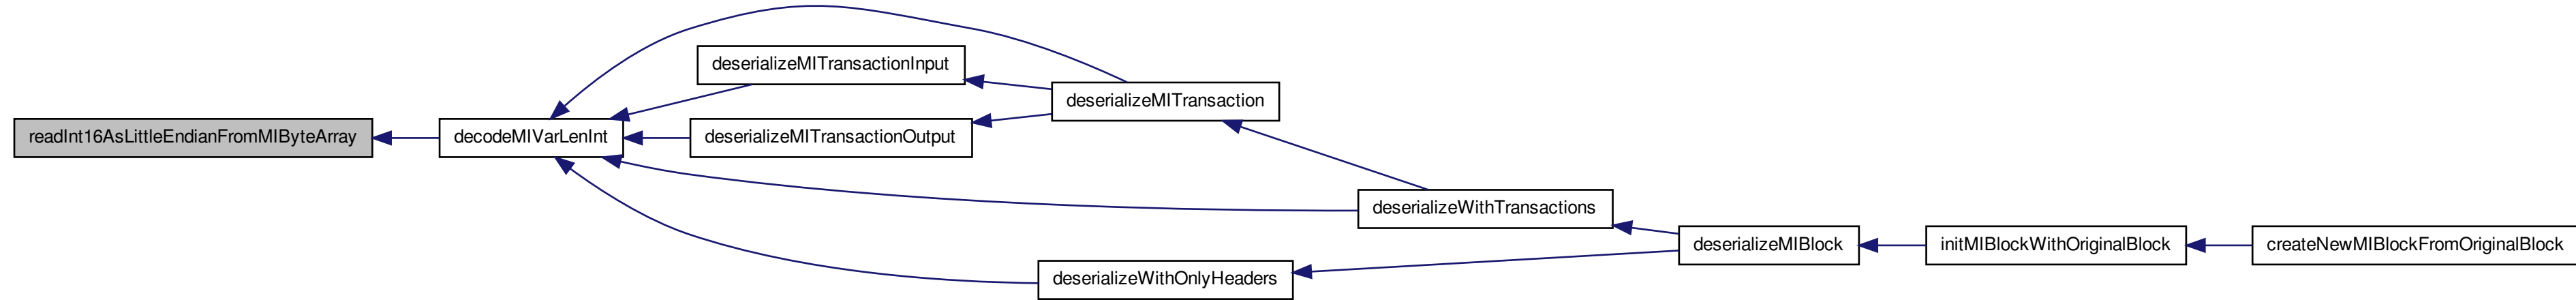 readInt16AsLittleEndianFromMIByteArray
decodeMIVarLenInt
deserializeMITransactionInput
deserializeMITransactionOutput
deserializeMITransaction
deserializeWithTransactions
deserializeWithOnlyHeaders
deserializeMIBlock
initMIBlockWithOriginalBlock
createNewMIBlockFromOriginalBlock